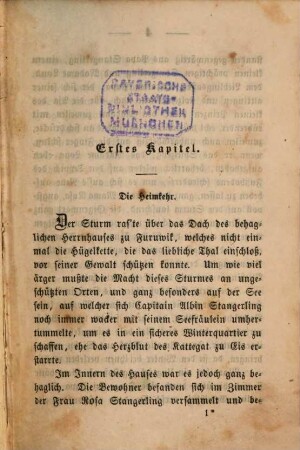 BAYERISCHE
STAATS-
BIBLIOTHEK
MUENCHEN
Erstes Kapitel.
Die Heimkehr.
Der Sturm ras'te über das Dach des behag-
lichen Herrnhauses zu Furuwik, welches nicht ein-
mal die Hügelkette, die das liebliche Thal einschloß,
vor seiner Gewalt schützen konnte. Um wie viel
ärger mußte die Macht dieses Sturmes an unge-
schützten Orten, und ganz besonders auf der See
sein, auf welcher sich Capitain Albin Stangerling
noch immer wacker mit seinem Seefräulein umher-
tummelte, um es in ein sicheres Winterquartier zu
schaffen, ehe das Herzblut des Kattegat zu Eis er-
starrte.
Im Innern des Hauses war es jedoch ganz be-
haglich. Die Bewohner befanden sich im Zimmer
der Frau Rosa Stangerling versammelt und be-
1*